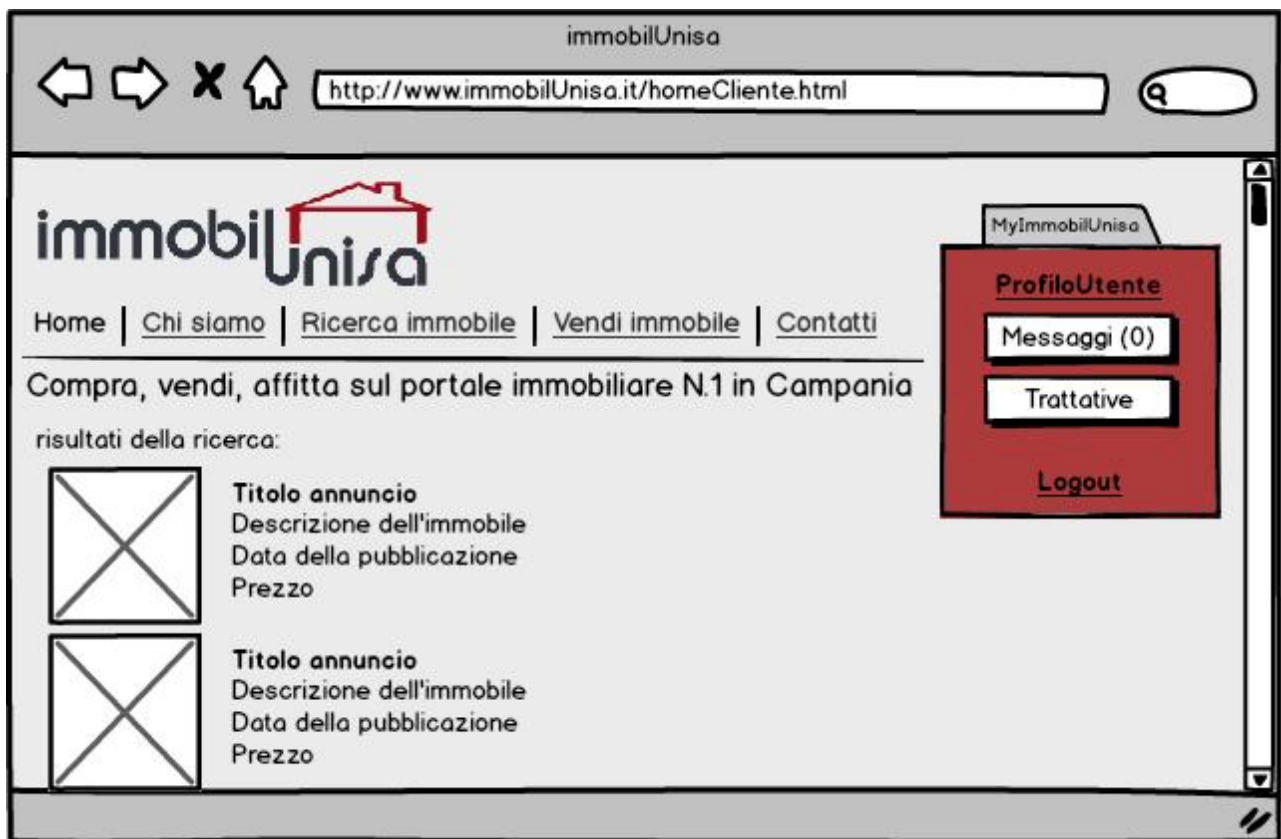 immobilUnisa
http://www.immobilUnisa.it/homeCliente.html
immobilUnisa
MyImmobilUnisa
ProfiloUtente
Messaggi (0)
Trattative
Logout
Home | Chi siamo | Ricerca immobile | Vendi immobile | Contatti
Compra, vendi, affitta sul portale immobiliare N.1 in Campania
risultati della ricerca:
Titolo annuncio
Descrizione dell'immobile
Data della pubblicazione
Prezzo
Titolo annuncio
Descrizione dell'immobile
Data della pubblicazione
Prezzo